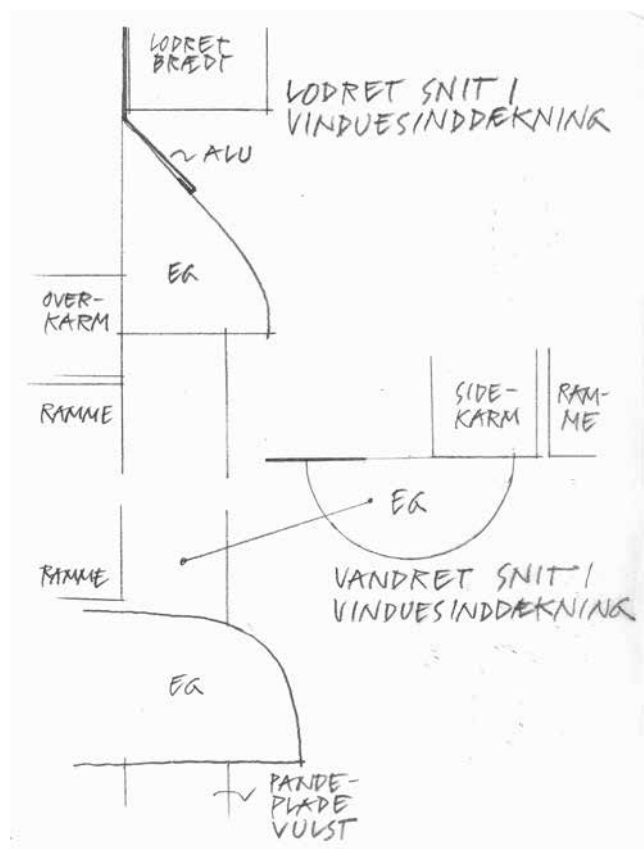 LODRET
BRÆDT
LODRET SNIT I
VINDUESINDDÆKNING
ALU
EG
OVER-
KARM
RAMME
SIDE-
KARM
RAM-
ME
EG
RAMME
VANDRET SNIT I
VINDUESINDDÆKNING
EG
PANDE-
PLADE
VULST